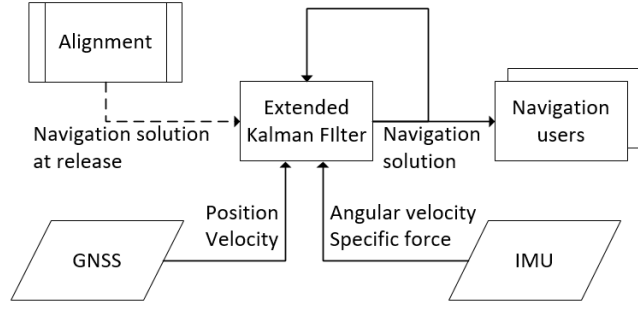 Alignment
Extended
Kalman FIlter
Navigation
users
Navigation solution
at release
Navigation
solution
Position
Velocity
Angular velocity
Specific force
GNSS
IMU